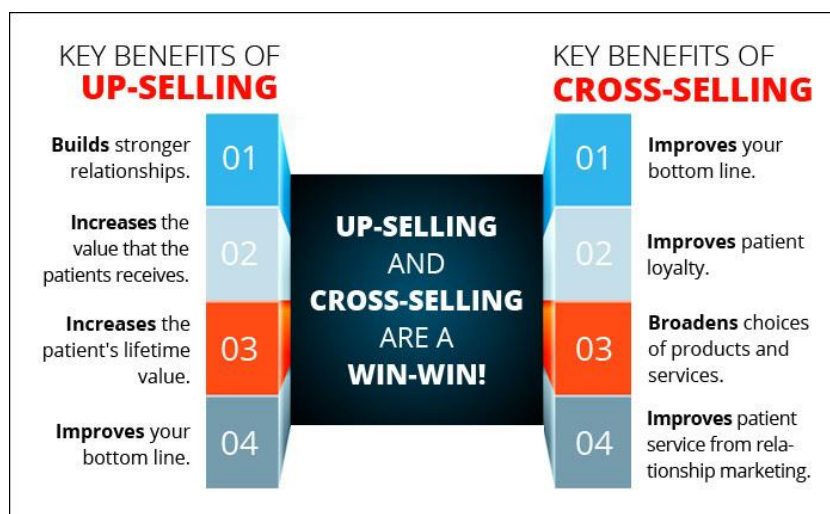 KEY BENEFITS OF
UP-SELLING
Builds stronger
relationships.
01
Increases the
value that the
patients receives.
02
Increases the
patient's lifetime
value.
03
Improves your
bottom line.
04
UP-SELLING
AND
CROSS-SELLING
ARE A
WIN-WIN!
KEY BENEFITS OF
CROSS-SELLING
01
Improves your
bottom line.
02
Improves patient
loyalty.
03
Broadens choices
of products and
services.
04
Improves patient
service from rela-
tionship marketing.